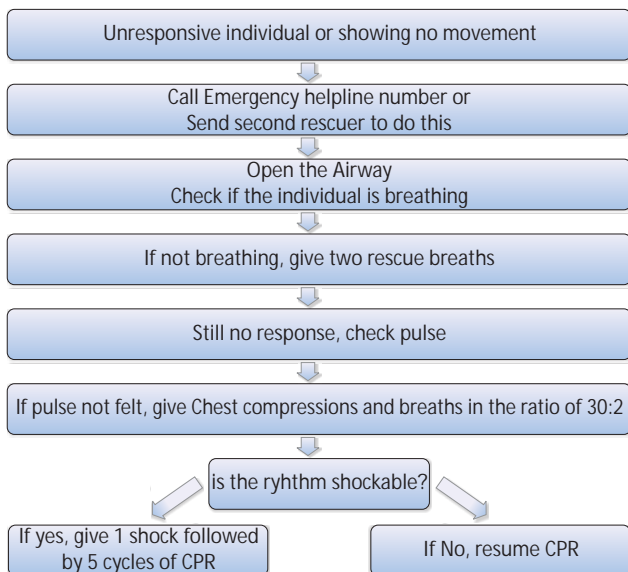 Unresponsive individual or showing no movement
Call Emergency helpline number or
Send second rescuer to do this
Open the Airway
Check if the individual is breathing
If not breathing, give two rescue breaths
Still no response, check pulse
If pulse not felt, give Chest compressions and breaths in the ratio of 30:2
is the ryhthm shockable?
If yes, give 1 shock followed
by 5 cycles of CPR
If No, resume CPR